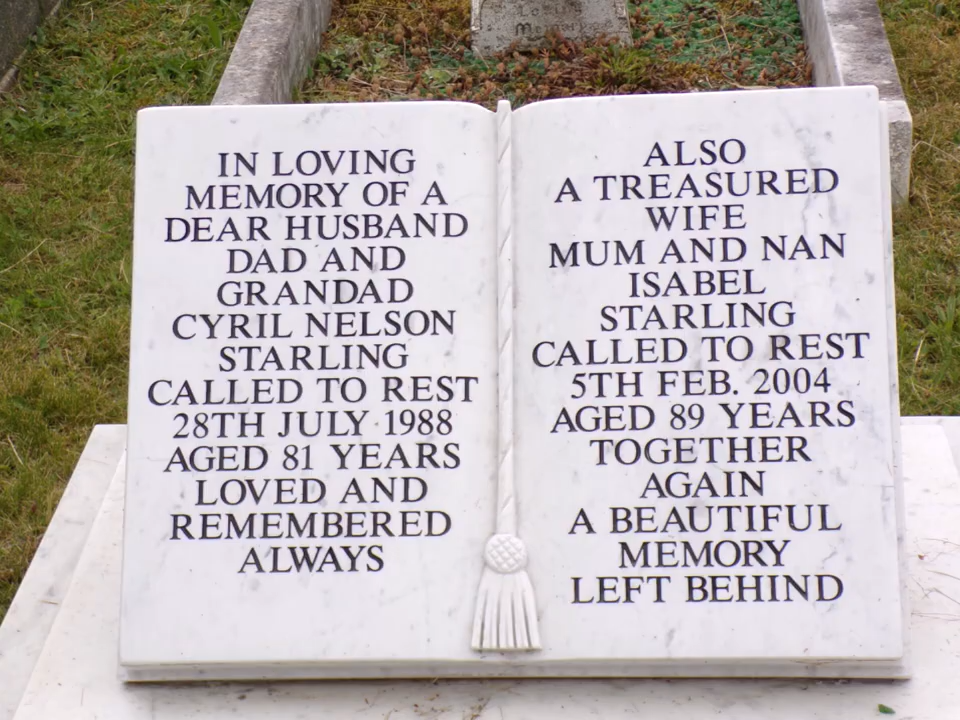 IN LOVING
MEMORY OF A
DEAR HUSBAND
DAD AND
GRANDAD
CYRIL NELSON
STARLING
CALLED TO REST
28TH JULY 1988
AGED 81 YEARS
LOVED AND
REMEMBERED
ALWAYS
ALSO
A TREASURED
WIFE
MUM AND NAN
ISABEL
STARLING
CALLED TO REST
5TH FEB. 2004
AGED 89 YEARS
TOGETHER
AGAIN
A BEAUTIFUL
MEMORY
LEFT BEHIND